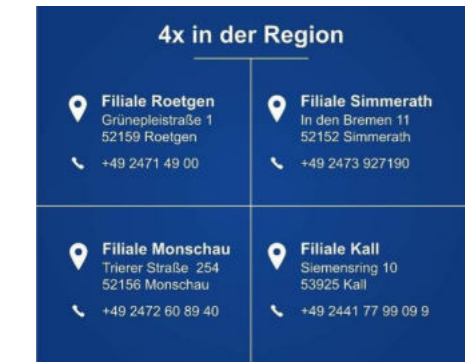 4x in der Region
Filiale Roetgen
Grünepleistraße 1
52159 Roetgen
+49 2471 49 00
Filiale Simmerath
In den Bremen 11
52152 Simmerath
+49 2473 927190
Filiale Monschau
Trierer Straße 254
52156 Monschau
+49 2472 60 89 40
Filiale Kall
Siemensring 10
53925 Kall
+49 2441 77 99 09 9